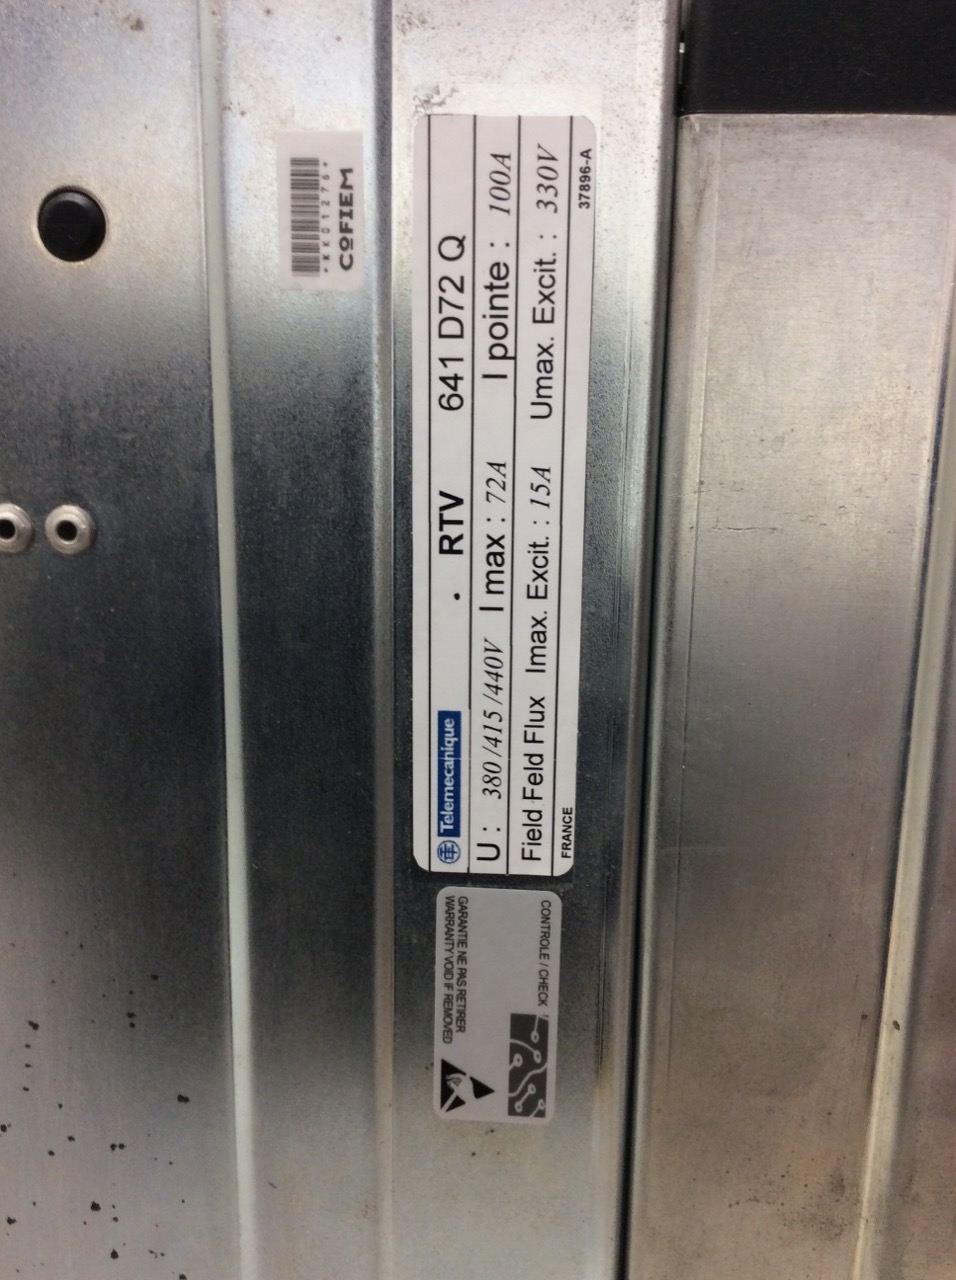 *KK01276*
COFIEM
Telemecanique . RTV 641 D72 Q
U : 380/415/440V I max : 72A I pointe : 100A
Field Feld Flux Imax. Excit. : 15A Umax. Excit. : 330V
FRANCE 37896-A
CONTROLE / CHECK
GARANTIE NE PAS RETIRER
WARRANTY VOID IF REMOVED